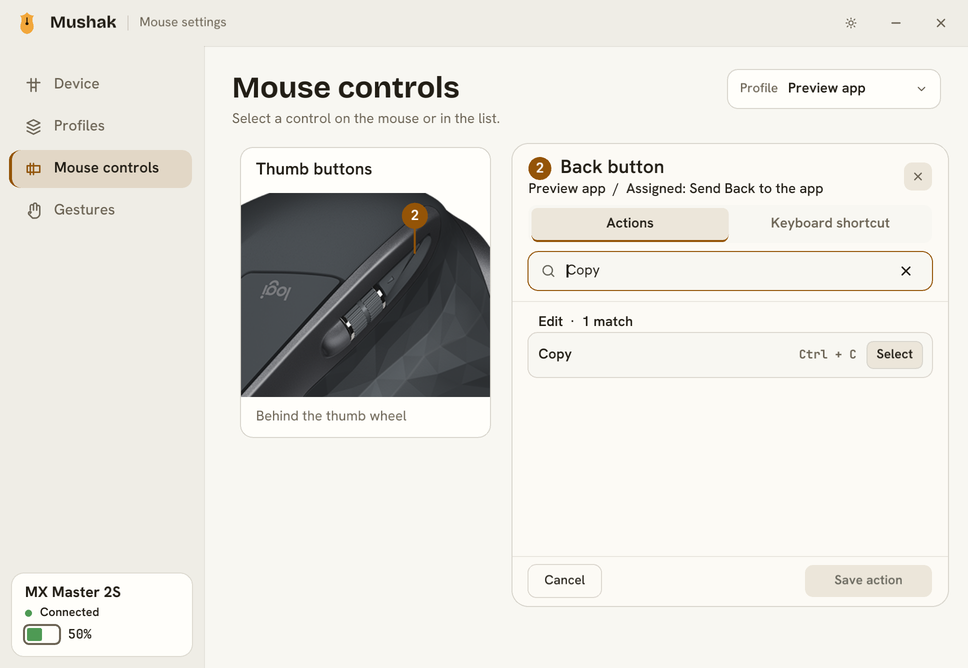 Mushak
Mouse settings
Device
Profiles
Mouse controls
Gestures
MX Master 2S
Connected
50%
Mouse controls
Select a control on the mouse or in the list.
Profile Preview app
Thumb buttons
2
logi
Behind the thumb wheel
2 Back button
Preview app / Assigned: Send Back to the app
Actions
Keyboard shortcut
Copy
Edit · 1 match
Copy Ctrl + C Select
Cancel
Save action